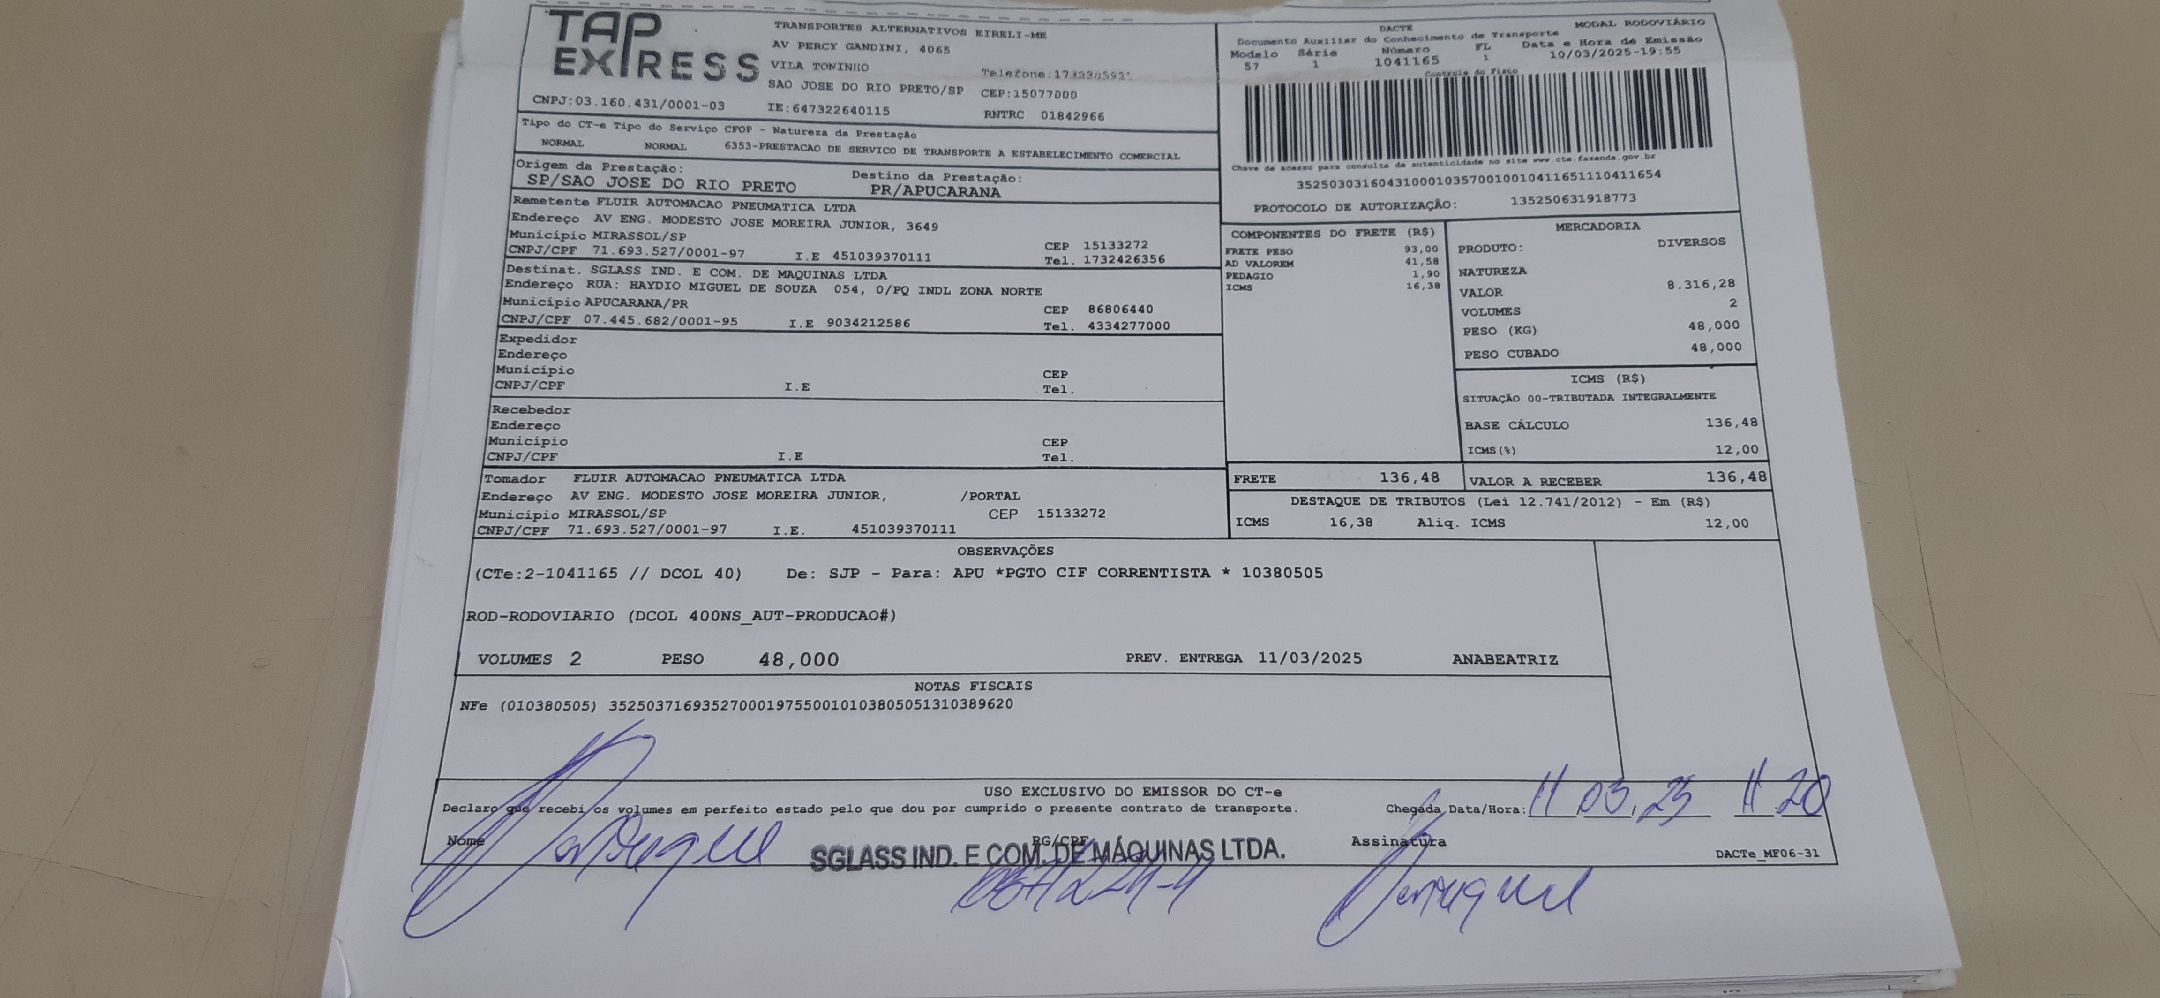 TAP EXPRESS
TRANSPORTES ALTERNATIVOS EIRELI-ME
AV PERCY GANDINI, 4065
VILA TONINHO
SAO JOSE DO RIO PRETO/SP CEP:15077000
CNPJ:03.160.431/0001-03 IE:647322640115 RNTRC 01842966
Tipo do CT-e Tipo do Serviço CFOP - Natureza da Prestação
NORMAL NORMAL 6353-PRESTACAO DE SERVICO DE TRANSPORTE A ESTABELECIMENTO COMERCIAL
Origem da Prestação: Destino da Prestação:
SP/SAO JOSE DO RIO PRETO PR/APUCARANA
DACTE MODAL RODOVIÁRIO
Documento Auxiliar do Conhecimento de Transporte
Modelo Série Número FL Data e Hora de Emissão
57 1 1041165 1 10/03/2025-19:55
Controle do Fisco
Chave de acesso para consulta de autenticidade no site www.cte.fazenda.gov.br
35250303160431000103570010010411651110411654
PROTOCOLO DE AUTORIZAÇÃO: 135250631918773
Remetente FLUIR AUTOMACAO PNEUMATICA LTDA
Endereço AV ENG. MODESTO JOSE MOREIRA JUNIOR, 3649
Município MIRASSOL/SP CEP 15133272
CNPJ/CPF 71.693.527/0001-97 I.E 451039370111 Tel. 1732426356
Destinat. SGLASS IND. E COM. DE MAQUINAS LTDA
Endereço RUA: HAYDIO MIGUEL DE SOUZA 054, 0/PQ INDL ZONA NORTE
Município APUCARANA/PR CEP 86806440
CNPJ/CPF 07.445.682/0001-95 I.E 9034212586 Tel. 4334277000
Expedidor
Endereço
Município CEP
CNPJ/CPF I.E Tel.
Recebedor
Endereço
Município CEP
CNPJ/CPF I.E Tel.
Tomador FLUIR AUTOMACAO PNEUMATICA LTDA
Endereço AV ENG. MODESTO JOSE MOREIRA JUNIOR, /PORTAL
Município MIRASSOL/SP CEP 15133272
CNPJ/CPF 71.693.527/0001-97 I.E. 451039370111
COMPONENTES DO FRETE (R$)
FRETE PESO 93,00
AD VALOREM 41,58
PEDAGIO 1,90
ICMS 16,38
MERCADORIA
PRODUTO: DIVERSOS
NATUREZA
VALOR 8.316,28
VOLUMES 2
PESO (KG) 48,000
PESO CUBADO 48,000
ICMS (R$)
SITUAÇÃO 00-TRIBUTADA INTEGRALMENTE
BASE CÁLCULO 136,48
ICMS(%) 12,00
FRETE 136,48 VALOR A RECEBER 136,48
DESTAQUE DE TRIBUTOS (Lei 12.741/2012) - Em (R$)
ICMS 16,38 Aliq. ICMS 12,00
OBSERVAÇÕES
(CTe:2-1041165 // DCOL 40) De: SJP - Para: APU *PGTO CIF CORRENTISTA * 10380505
ROD-RODOVIARIO (DCOL 400NS_AUT-PRODUCAO#)
VOLUMES 2 PESO 48,000 PREV. ENTREGA 11/03/2025 ANABEATRIZ
NOTAS FISCAIS
NFe (010380505) 35250371693527000197550010103805051310389620
USO EXCLUSIVO DO EMISSOR DO CT-e
Declaro que recebi os volumes em perfeito estado pelo que dou por cumprido o presente contrato de transporte. Chegada Data/Hora: 11 03 25 11 20
Nome RG/CPF Assinatura
SGLASS IND. E COM. DE MÁQUINAS LTDA.
DACTe_MF06-31